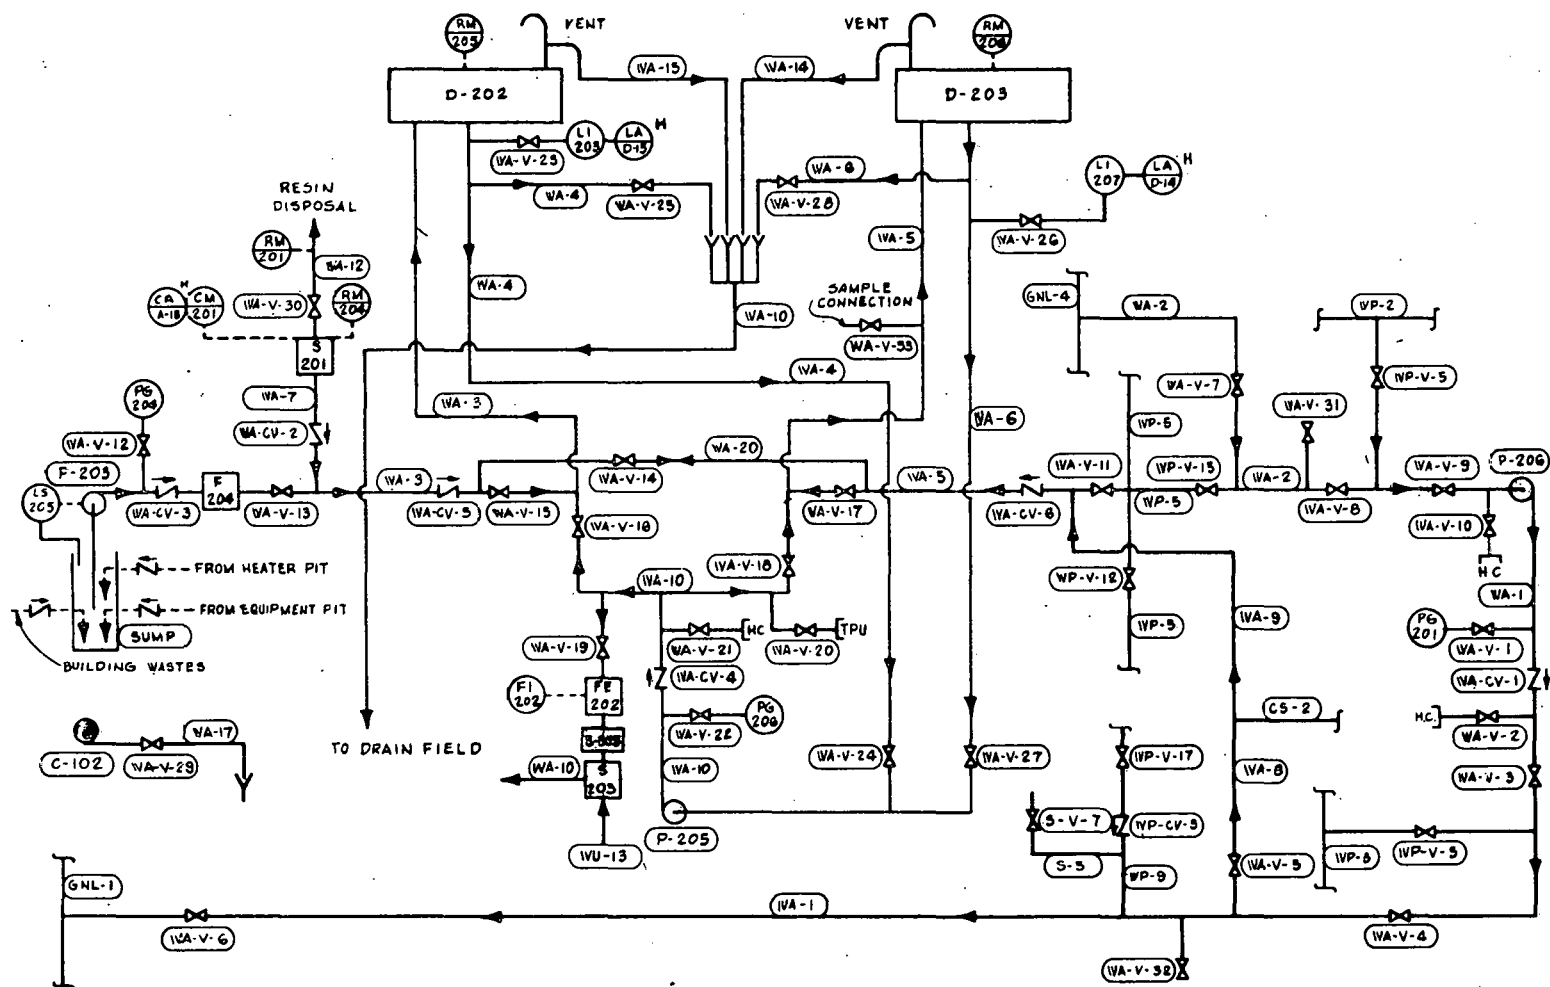 RM
205
VENT
VENT
RM
206
WA-15
WA-14
D-202
D-203
LI
203
LA
D-13
H
WA-V-23
WA-4
WA-V-25
WA-6
WA-V-28
LI
207
LA
D-14
H
WA-V-26
RESIN
DISPOSAL
RM
201
WA-12
WA-V-30
H
CA
A-18
CM
201
RM
204
S
201
WA-4
WA-5
SAMPLE
CONNECTION
WA-V-33
WA-10
GNL-4
WA-2
WP-2
WA-7
PG
204
WA-CV-2
WA-V-12
WA-3
WA-4
WA-6
WA-V-7
WP-V-5
WA-V-31
WP-5
F-203
LS
205
F
204
WA-CV-3
WA-V-13
WA-3
WA-CV-5
WA-V-15
WA-V-14
WA-20
WA-V-17
WA-5
WA-CV-6
WA-V-11
WP-V-15
WP-5
WA-2
WA-V-8
WA-V-9
P-206
WA-V-10
HC
WA-V-16
WA-V-18
WA-10
WP-V-12
WP-5
WA-9
WA-1
FROM HEATER PIT
FROM EQUIPMENT PIT
SUMP
BUILDING WASTES
HC
TPU
WA-V-19
WA-V-21
WA-V-20
WA-CV-4
PG
201
WA-V-1
WA-CV-1
FI
202
FE
202
PG
206
WA-V-22
H.C.
WA-V-2
CS-2
WA-17
C-102
WA-V-29
TO DRAIN FIELD
WA-10
S
203
WA-10
WA-V-24
WA-V-27
WP-V-17
WA-8
WA-V-3
P-205
WU-13
S-V-7
WP-CV-3
S-3
WP-9
WA-V-5
WP-V-3
GNL-1
WA-1
WA-V-6
WA-V-4
WA-V-32